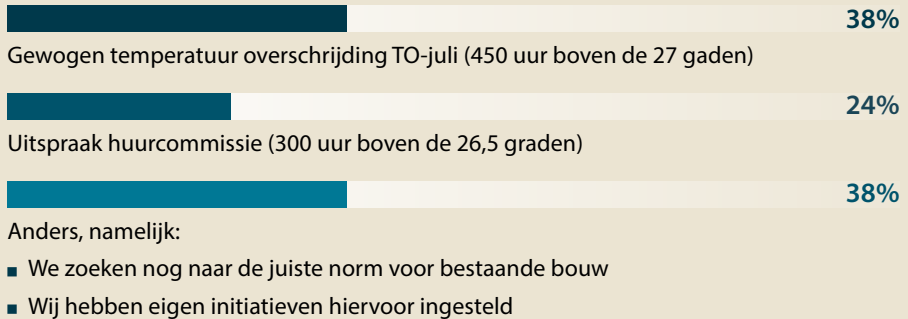 38%
Gewogen temperatuur overschrijding TO-juli (450 uur boven de 27 gaden)
24%
Uitspraak huurcommissie (300 uur boven de 26,5 graden)
38%
Anders, namelijk:
▪ We zoeken nog naar de juiste norm voor bestaande bouw
▪ Wij hebben eigen initiatieven hiervoor ingesteld